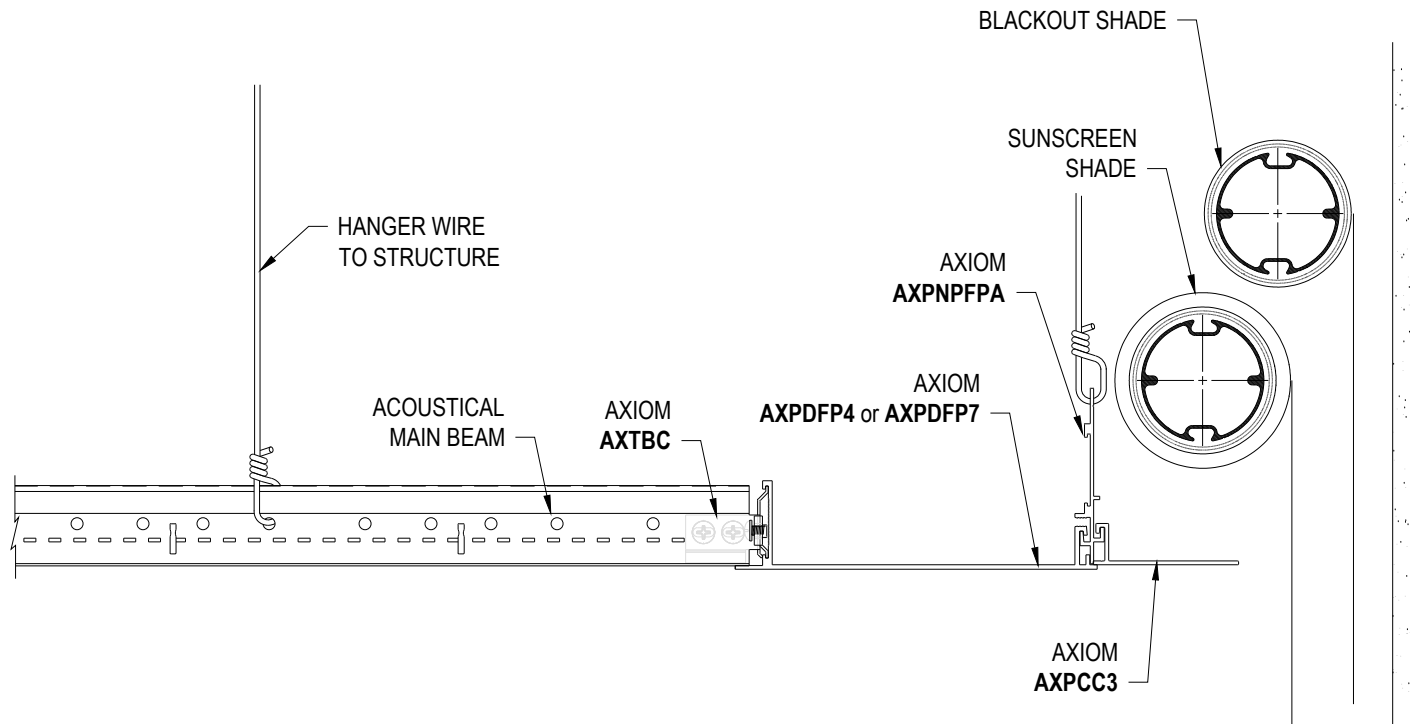 BLACKOUT SHADE
SUNSCREEN
SHADE
HANGER WIRE
TO STRUCTURE
AXIOM
AXPNPFPA
AXIOM
AXPDFP4 or AXPDFP7
ACOUSTICAL
MAIN BEAM
AXIOM
AXTBC
AXIOM
AXPCC3